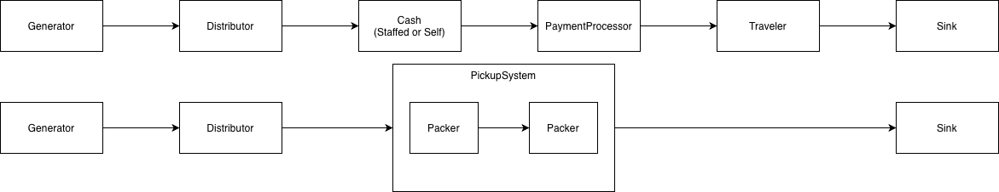 Generator
Distributor
Cash
(Staffed or Self)
PaymentProcessor
Traveler
Sink
PickupSystem
Generator
Distributor
Packer
Packer
Sink